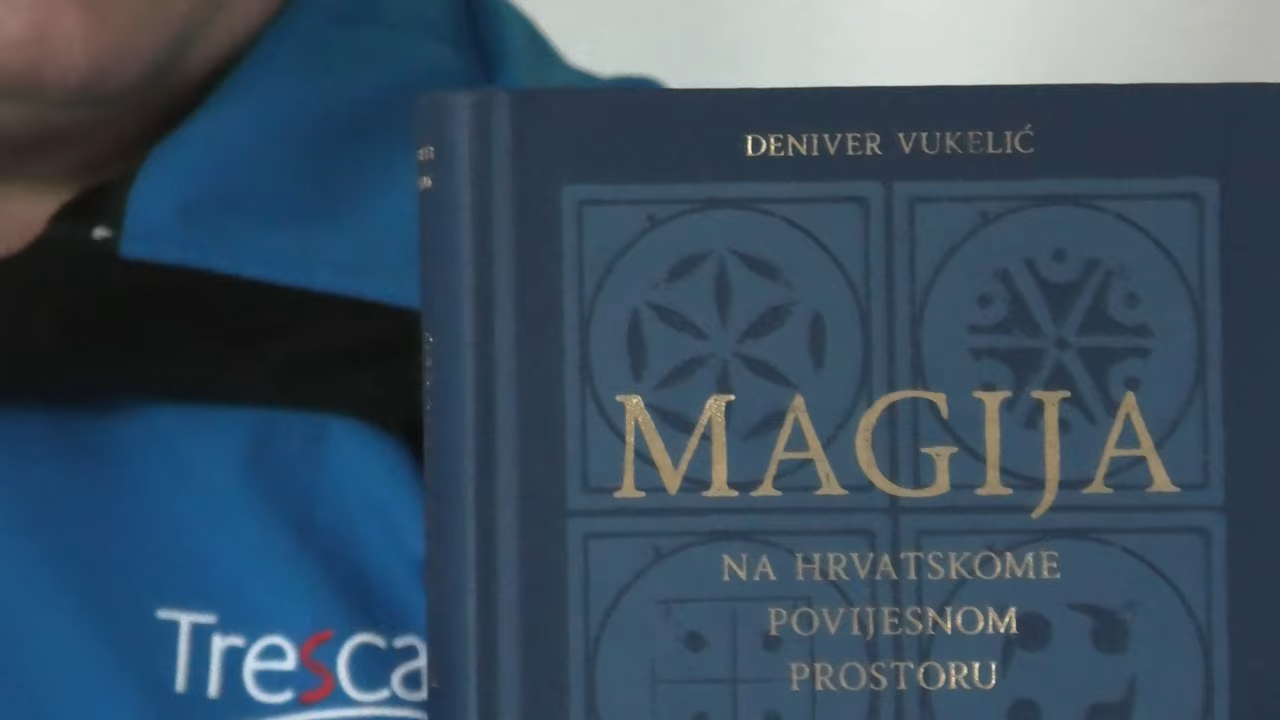 DENIVER VUKELIĆ
MAGIJA
NA HRVATSKOME
POVIJESNOM
PROSTORU
Tresca